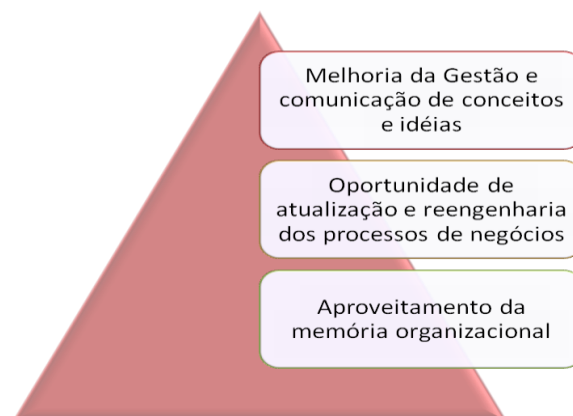 Melhoria da Gestão e
comunicação de conceitos
e idéias
Oportunidade de
atualização e reengenharia
dos processos de negócios
Aproveitamento da
memória organizacional